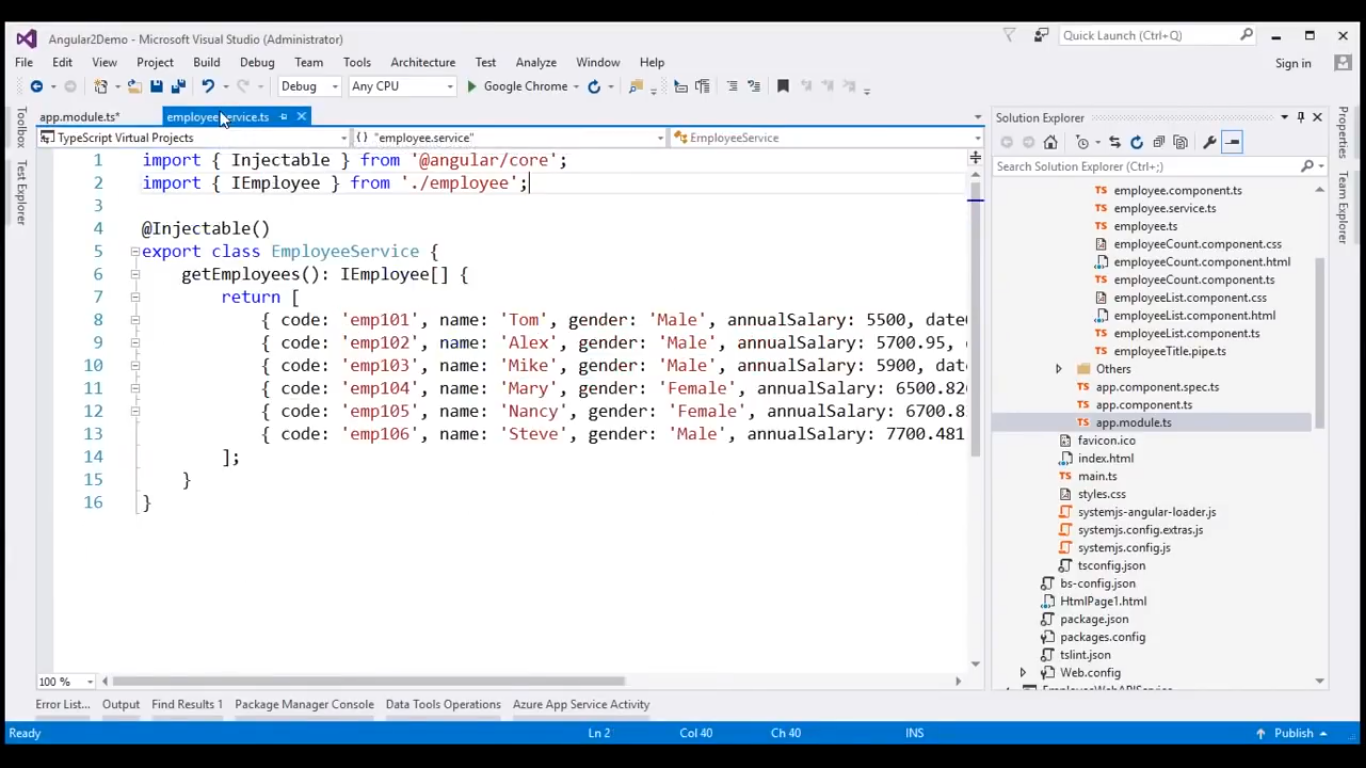 Angular2Demo - Microsoft Visual Studio (Administrator)
Quick Launch (Ctrl+Q)
File Edit View Project Build Debug Team Tools Architecture Test Analyze Window Help
Sign in
Debug Any CPU Google Chrome
app.module.ts* employee.service.ts
TypeScript Virtual Projects {} "employee.service" EmployeeService
1 import { Injectable } from '@angular/core';
2 import { IEmployee } from './employee';
3
4 @Injectable()
5 export class EmployeeService {
6 getEmployees(): IEmployee[] {
7 return [
8 { code: 'emp101', name: 'Tom', gender: 'Male', annualSalary: 5500,
9 { code: 'emp102', name: 'Alex', gender: 'Male', annualSalary: 5700.95,
10 { code: 'emp103', name: 'Mike', gender: 'Male', annualSalary: 5900,
11 { code: 'emp104', name: 'Mary', gender: 'Female', annualSalary:
12 { code: 'emp105', name: 'Nancy', gender: 'Female', annualSalary:
13 { code: 'emp106', name: 'Steve', gender: 'Male', annualSalary: 7700.481
14 ];
15 }
16 }
100 %
Toolbox
Test Explorer
Solution Explorer
Search Solution Explorer (Ctrl+;)
employee.component.ts
employee.service.ts
employee.ts
employeeCount.component.css
employeeCount.component.html
employeeCount.component.ts
employeeList.component.css
employeeList.component.html
employeeList.component.ts
employeeTitle.pipe.ts
Others
app.component.spec.ts
app.component.ts
app.module.ts
favicon.ico
index.html
main.ts
styles.css
systemjs-angular-loader.js
systemjs.config.extras.js
systemjs.config.js
tsconfig.json
bs-config.json
HtmlPage1.html
package.json
packages.config
tslint.json
Web.config
Properties
Team Explorer
Error List... Output Find Results 1 Package Manager Console Data Tools Operations Azure App Service Activity
Ready Ln 2 Col 40 Ch 40 INS Publish